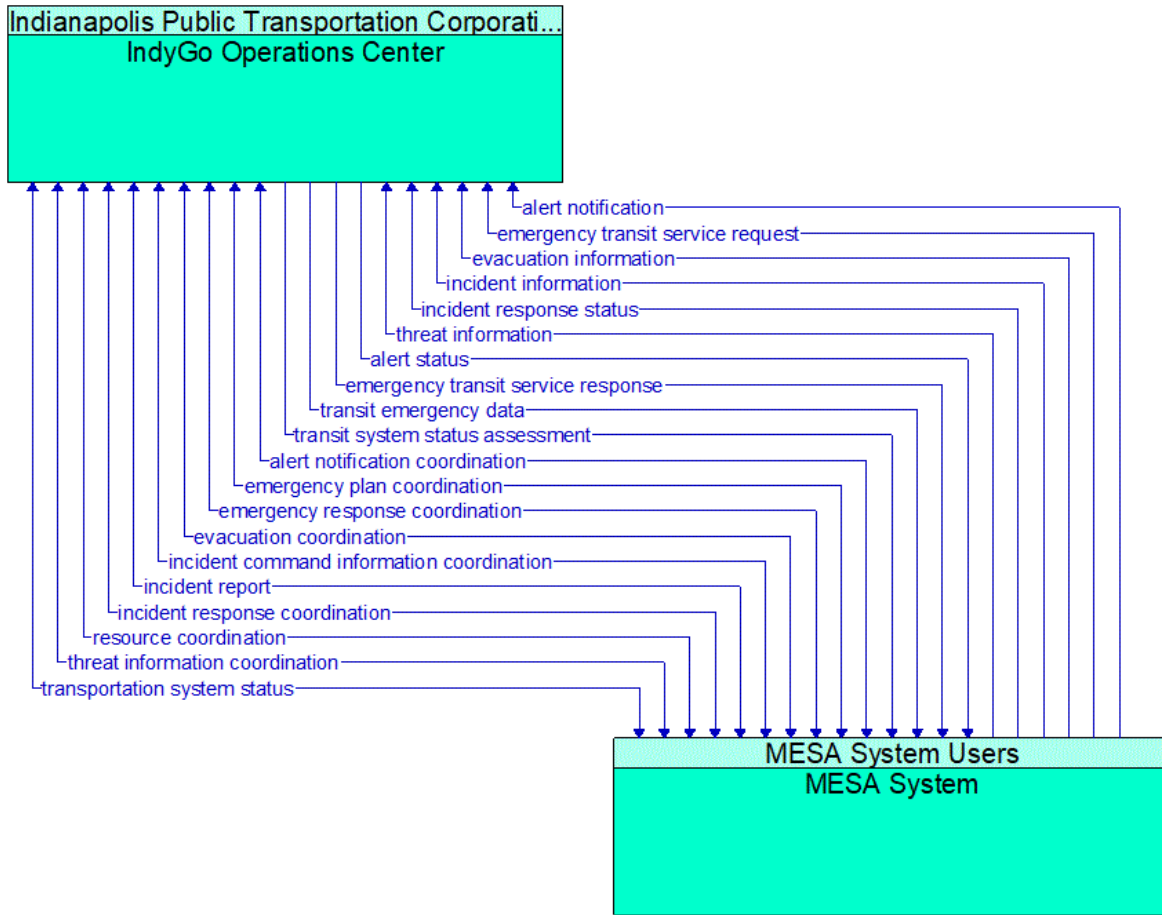 Indianapolis Public Transportation Corporati...
IndyGo Operations Center
alert notification
emergency transit service request
evacuation information
incident information
incident response status
threat information
alert status
emergency transit service response
transit emergency data
transit system status assessment
alert notification coordination
emergency plan coordination
emergency response coordination
evacuation coordination
incident command information coordination
incident report
incident response coordination
resource coordination
threat information coordination
transportation system status
MESA System Users
MESA System